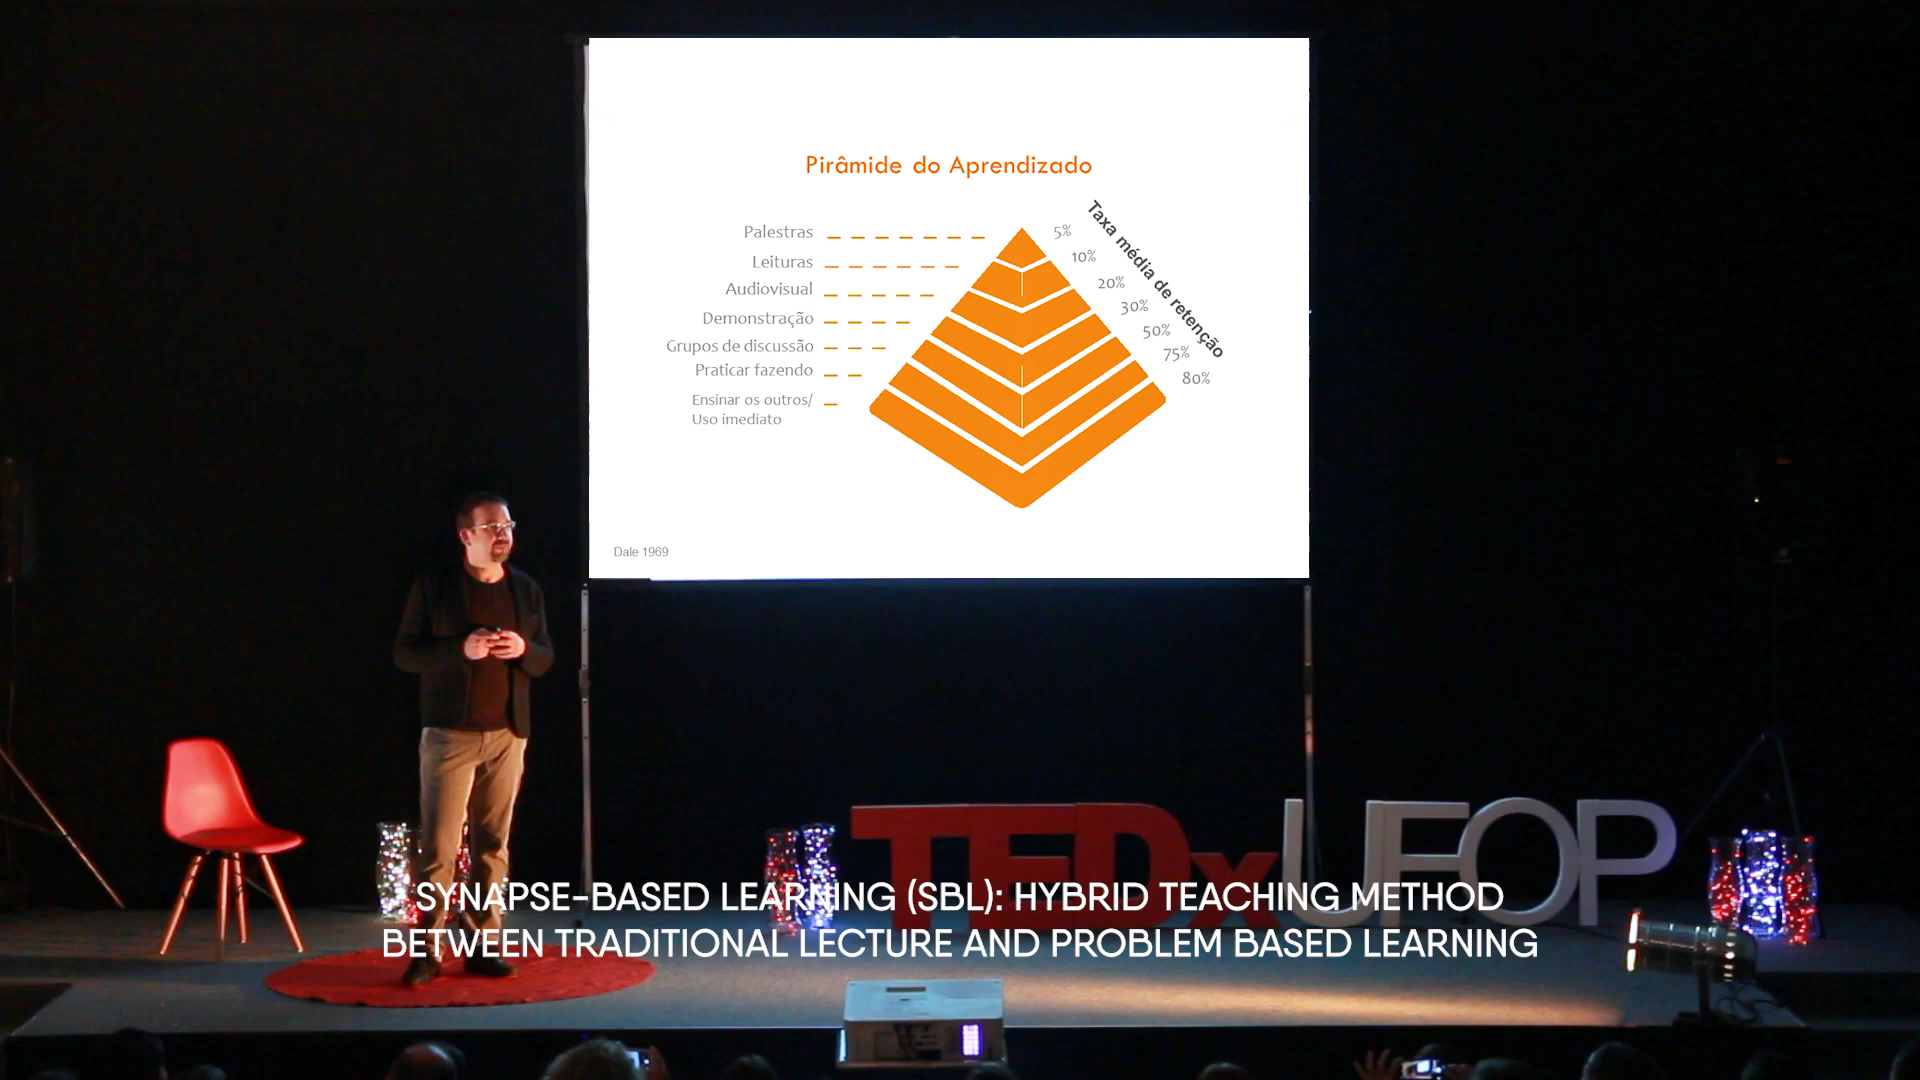 Pirâmide do Aprendizado
Palestras
Leituras
Audiovisual
Demonstração
Grupos de discussão
Praticar fazendo
Ensinar os outros/
Uso imediato
5%
10%
20%
30%
50%
75%
80%
Taxa média de retenção
Dale 1969
TEDxUFOP
SYNAPSE-BASED LEARNING (SBL): HYBRID TEACHING METHOD
BETWEEN TRADITIONAL LECTURE AND PROBLEM BASED LEARNING